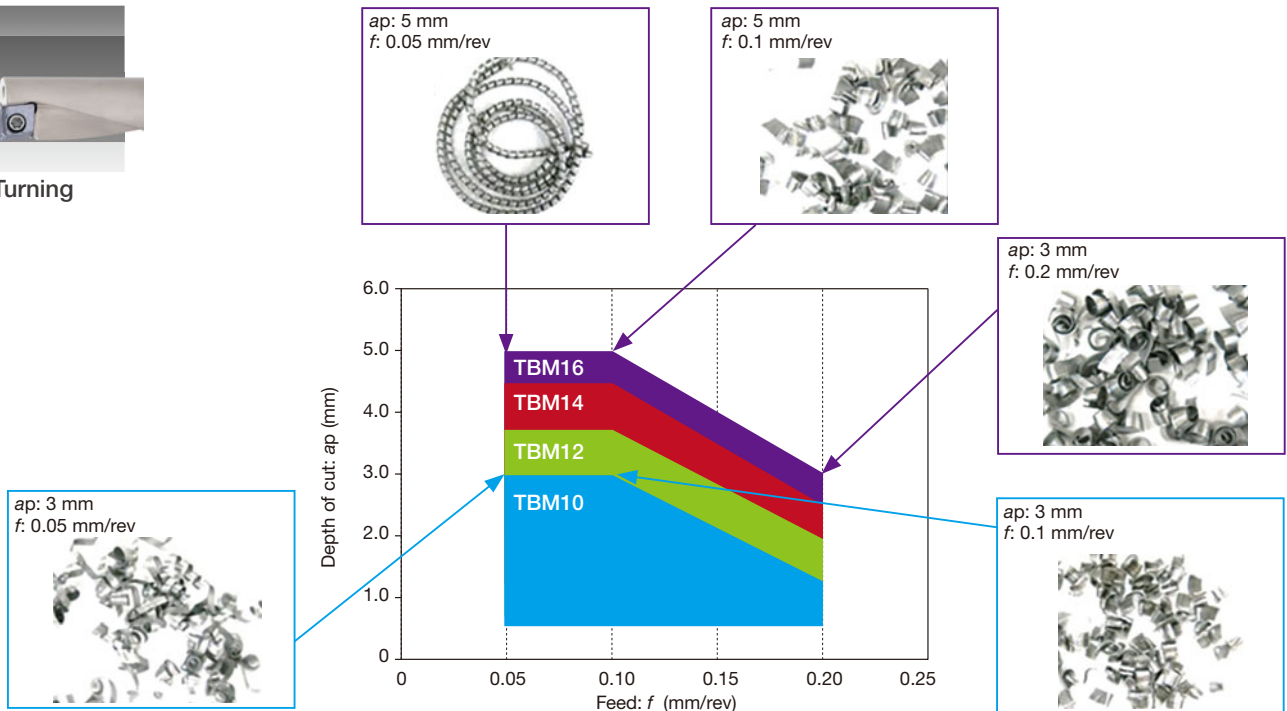 Turning
ap: 5 mm
f: 0.05 mm/rev
ap: 5 mm
f: 0.1 mm/rev
ap: 3 mm
f: 0.2 mm/rev
ap: 3 mm
f: 0.05 mm/rev
ap: 3 mm
f: 0.1 mm/rev
Depth of cut: ap (mm)
6.0
5.0
4.0
3.0
2.0
1.0
0
TBM16
TBM14
TBM12
TBM10
0 0.05 0.10 0.15 0.20 0.25
Feed: f (mm/rev)